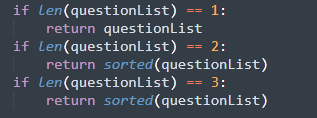 if len(questionList) == 1:
    return questionList
if len(questionList) == 2:
    return sorted(questionList)
if len(questionList) == 3:
    return sorted(questionList)